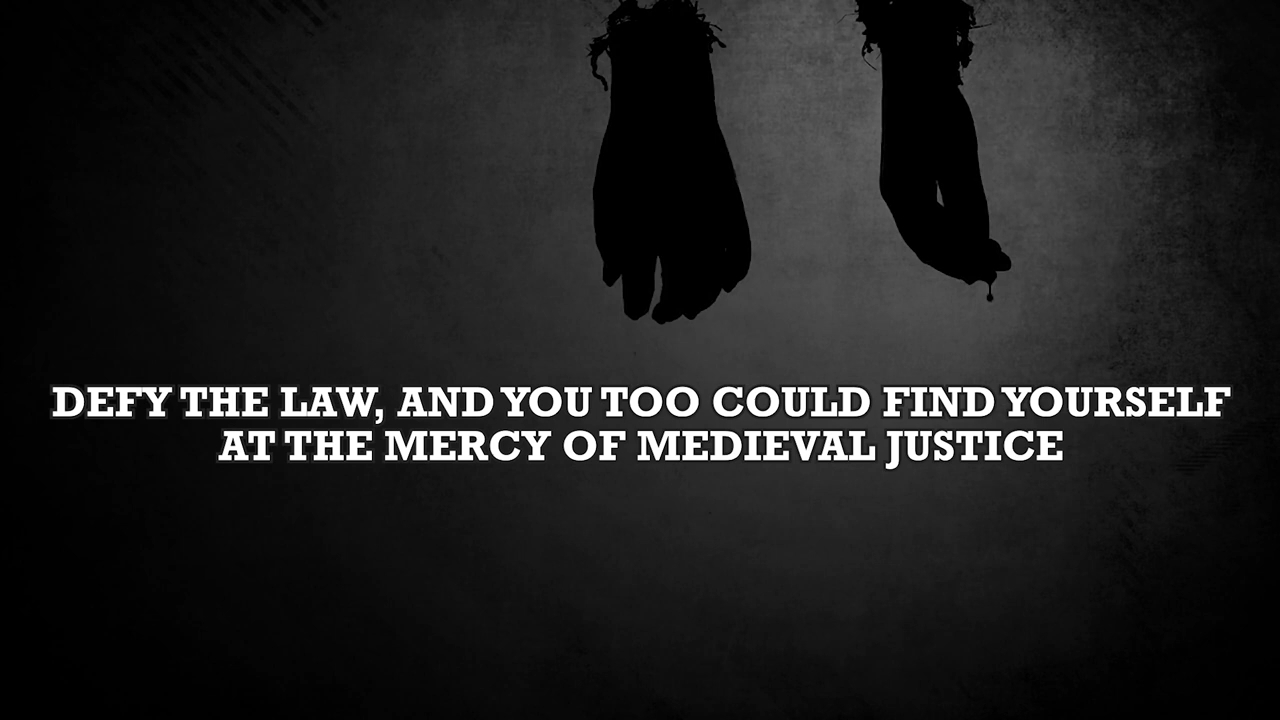 DEFY THE LAW, AND YOU TOO COULD FIND YOURSELF
AT THE MERCY OF MEDIEVAL JUSTICE